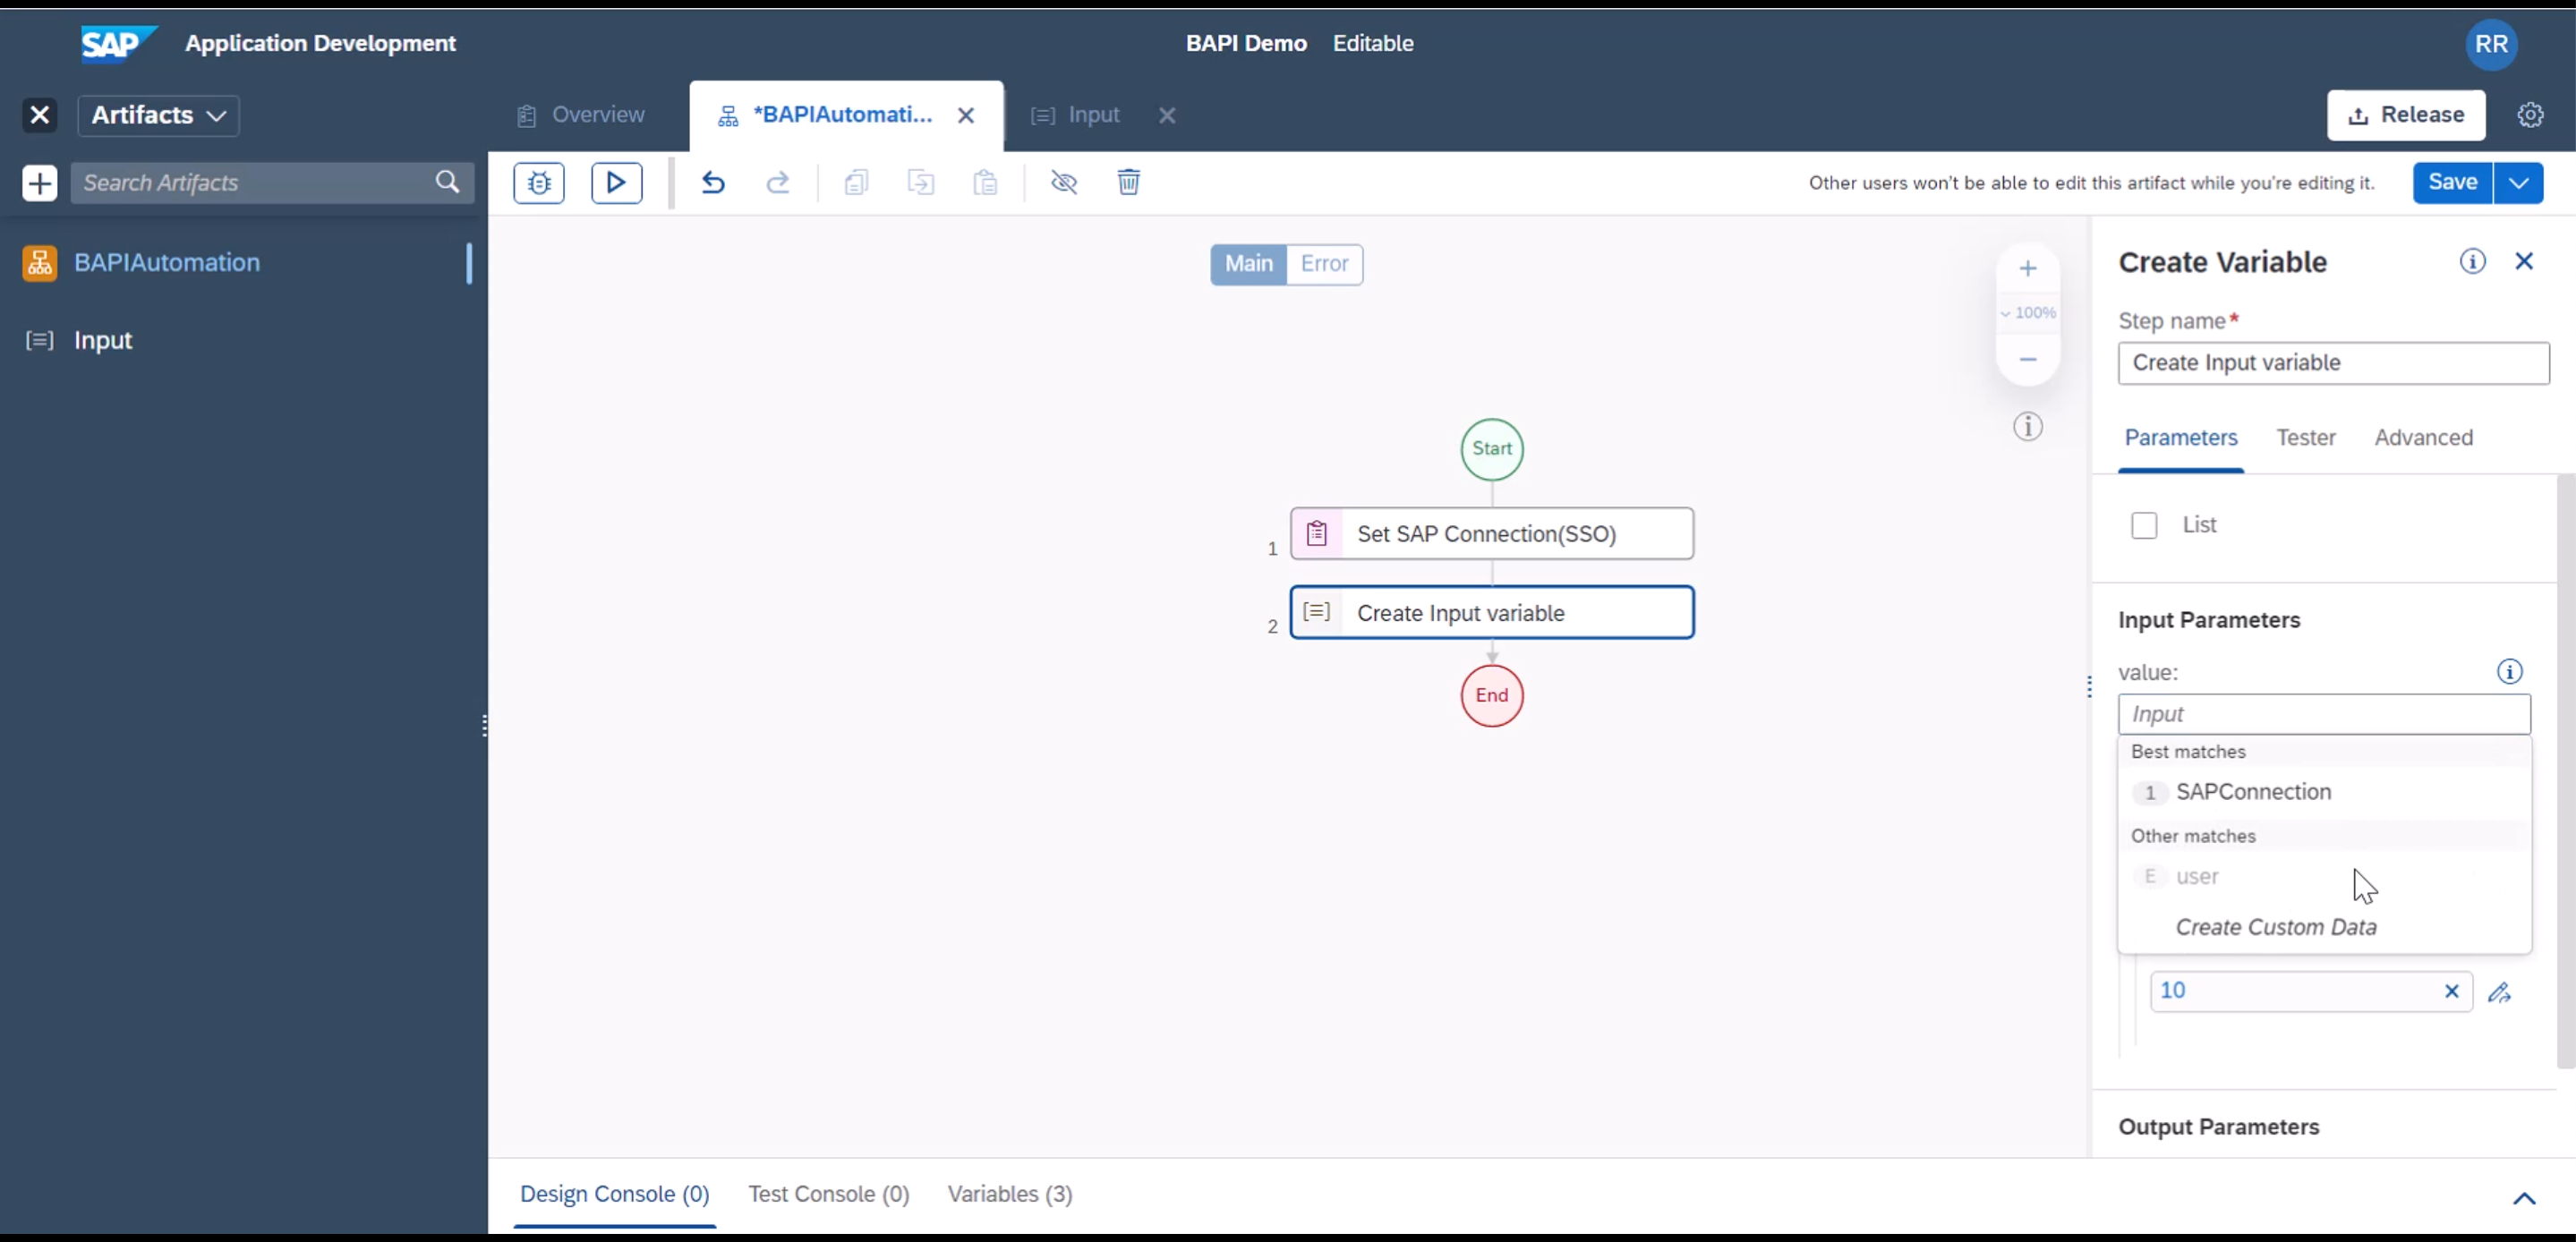 SAP Application Development
BAPI Demo Editable
RR
Artifacts
Overview
*BAPIAutomati...
Input
Release
Search Artifacts
Other users won't be able to edit this artifact while you're editing it.
Save
BAPIAutomation
Input
Main Error
100%
Start
1 Set SAP Connection(SSO)
2 Create Input variable
End
Create Variable
Step name*
Create Input variable
Parameters Tester Advanced
List
Input Parameters
value:
Input
Best matches
1 SAPConnection
Other matches
E user
Create Custom Data
10
Output Parameters
Design Console (0) Test Console (0) Variables (3)